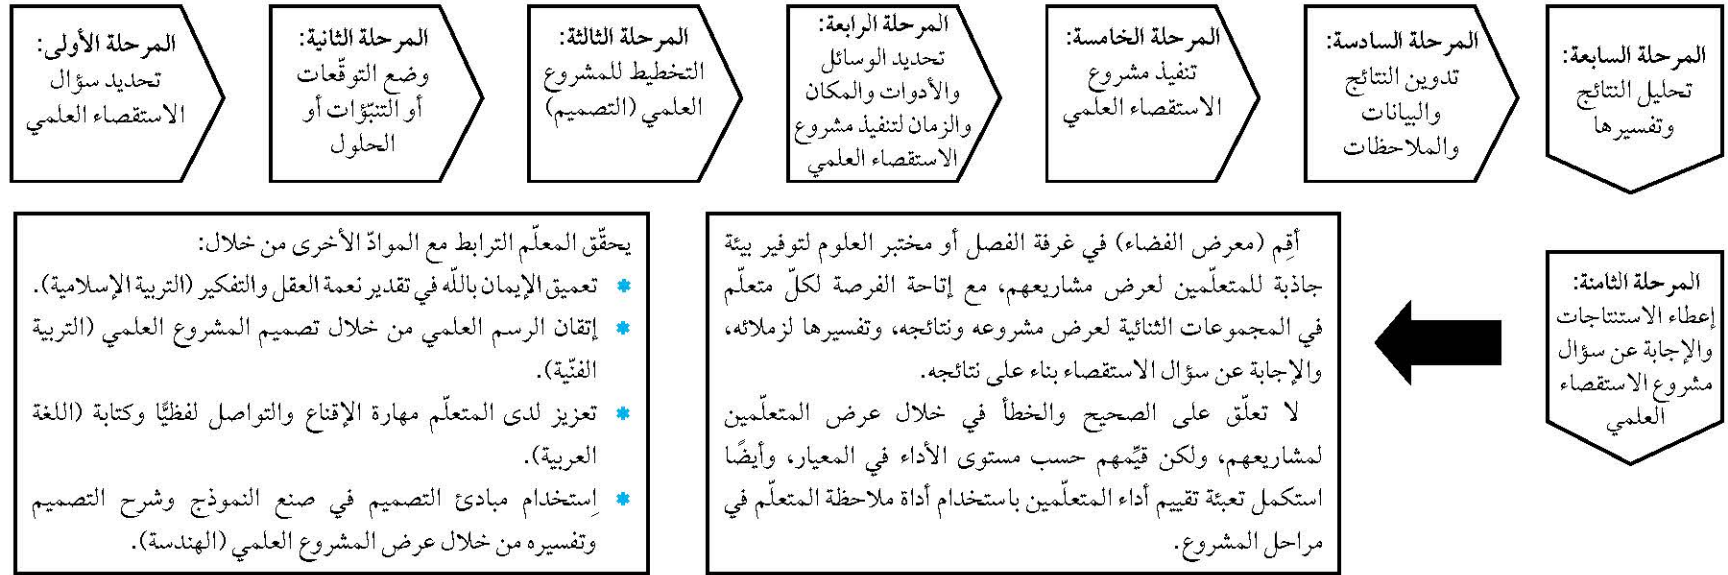 المرحلة الأولى:
تحديد سؤال
الاستقصاء العلمي
المرحلة الثانية:
وضع التوقّعات
أو التنبّؤات أو
الحلول
المرحلة الثالثة:
التخطيط للمشروع
العلمي (التصميم)
المرحلة الرابعة:
تحديد الوسائل
والأدوات والمكان
والزمان لتنفيذ مشروع
الاستقصاء العلمي
المرحلة الخامسة:
تنفيذ مشروع
الاستقصاء العلمي
المرحلة السادسة:
تدوين النتائج
والبيانات
والملاحظات
المرحلة السابعة:
تحليل النتائج
وتفسيرها
المرحلة الثامنة:
إعطاء الاستنتاجات
والإجابة عن سؤال
مشروع الاستقصاء
العلمي
أقِم (معرض الفضاء) في غرفة الفصل أو مختبر العلوم لتوفير بيئة
جاذبة للمتعلّمين لعرض مشاريعهم، مع إتاحة الفرصة لكلّ متعلّم
في المجموعات الثنائية لعرض مشروعه ونتائجه، وتفسيرها لزملائه،
والإجابة عن سؤال الاستقصاء بناء على نتائجه.
لا تعلّق على الصحيح والخطأ في خلال عرض المتعلّمين
لمشاريعهم، ولكن قيِّمهم حسب مستوى الأداء في المعيار، وأيضًا
استكمل تعبئة تقييم أداء المتعلّمين باستخدام أداة ملاحظة المتعلّم في
مراحل المشروع.
يحقّق المعلّم الترابط مع الموادّ الأخرى من خلال:
* تعميق الإيمان باللّه في تقدير نعمة العقل والتفكير (التربية الإسلامية).
* إتقان الرسم العلمي من خلال تصميم المشروع العلمي (التربية
الفنّية).
* تعزيز لدى المتعلّم مهارة الإقناع والتواصل لفظيًّا وكتابة (اللغة
العربية).
* اِستخدام مبادئ التصميم في صنع النموذج وشرح التصميم
وتفسيره من خلال عرض المشروع العلمي (الهندسة).